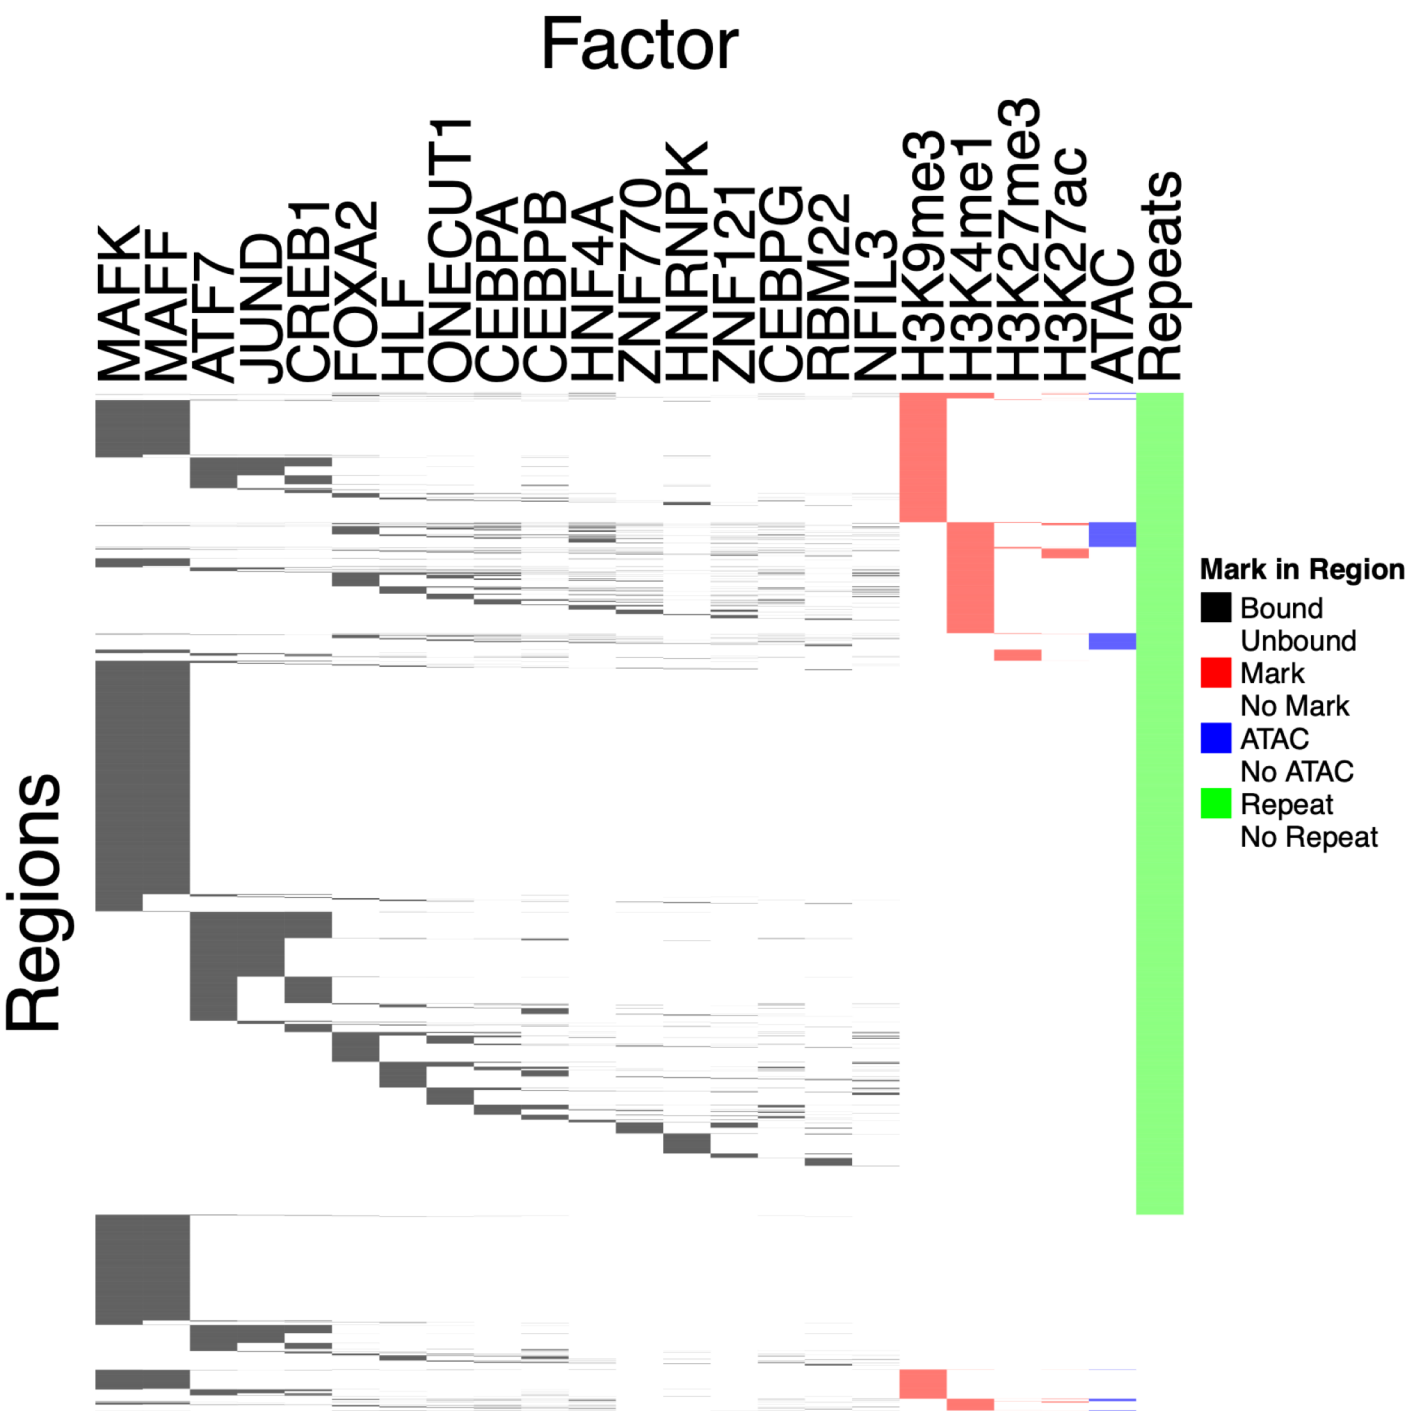 Factor
MAFK
MAFF
ATF7
JUND
CREB1
FOXA2
HLF
ONECUT1
CEBPA
CEBPB
HNF4A
ZNF770
HNRNPK
ZNF121
CEBPG
RBM22
NFIL3
H3K9me3
H3K4me1
H3K27me3
H3K27ac
ATAC
Repeats
Regions
Mark in Region
Bound
Unbound
Mark
No Mark
ATAC
No ATAC
Repeat
No Repeat